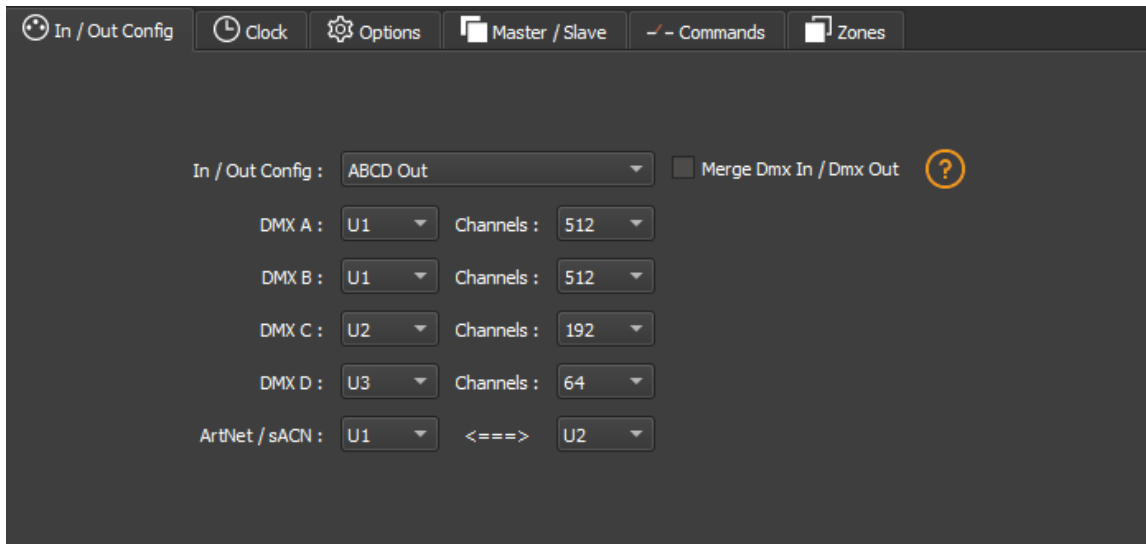 In / Out Config Clock Options Master / Slave Commands Zones
In / Out Config : ABCD Out Merge Dmx In / Dmx Out ?
DMX A : U1 Channels : 512
DMX B : U1 Channels : 512
DMX C : U2 Channels : 192
DMX D : U3 Channels : 64
ArtNet / sACN : U1 <===> U2